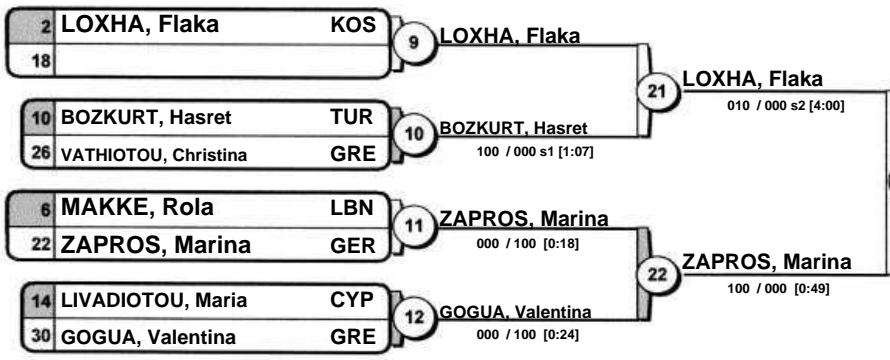 2 LOXHA, Flaka KOS
18
9
LOXHA, Flaka
10 BOZKURT, Hasret TUR
26 VATHIOTOU, Christina GRE
10
BOZKURT, Hasret
100 / 000 s1 [1:07]
21
LOXHA, Flaka
010 / 000 s2 [4:00]
6 MAKKE, Rola LBN
22 ZAPROS, Marina GER
11
ZAPROS, Marina
000 / 100 [0:18]
14 LIVADIOTOU, Maria CYP
30 GOGUA, Valentina GRE
12
GOGUA, Valentina
000 / 100 [0:24]
22
ZAPROS, Marina
100 / 000 [0:49]